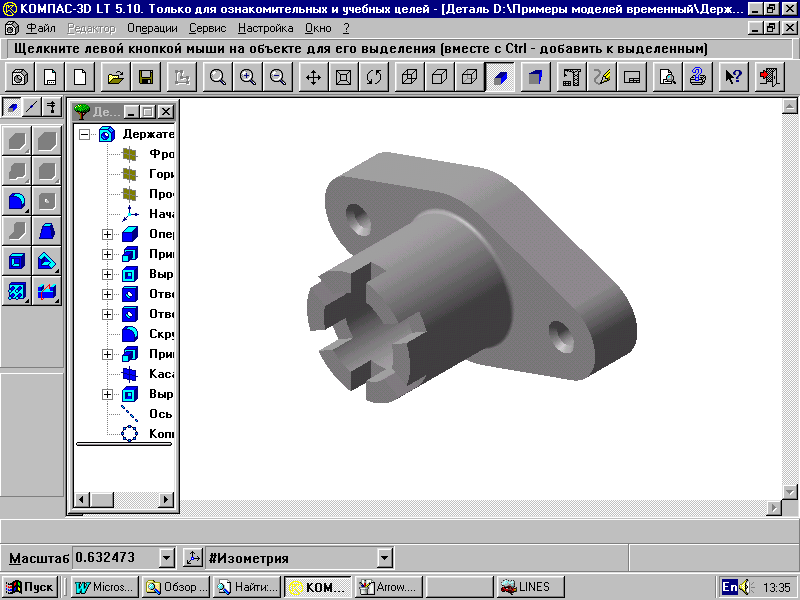 КОМПАС-3D LT 5.10. Только для ознакомительных и учебных целей - [Деталь D:\Примеры моделей временный\Держ...
Файл Редактор Операции Сервис Настройка Окно ?
Щелкните левой кнопкой мыши на объекте для его выделения (вместе с Ctrl - добавить к выделенным)
Де...
Держате
Фро
Гори
Про
Нача
Опе
При
Выр
Отве
Отве
Скру
При
Каса
Выр
Ось
Копи
Масштаб 0.632473 #Изометрия
Пуск Micros... Обзор ... Найти:... КОМ... Arrow.... LINES En 13:35